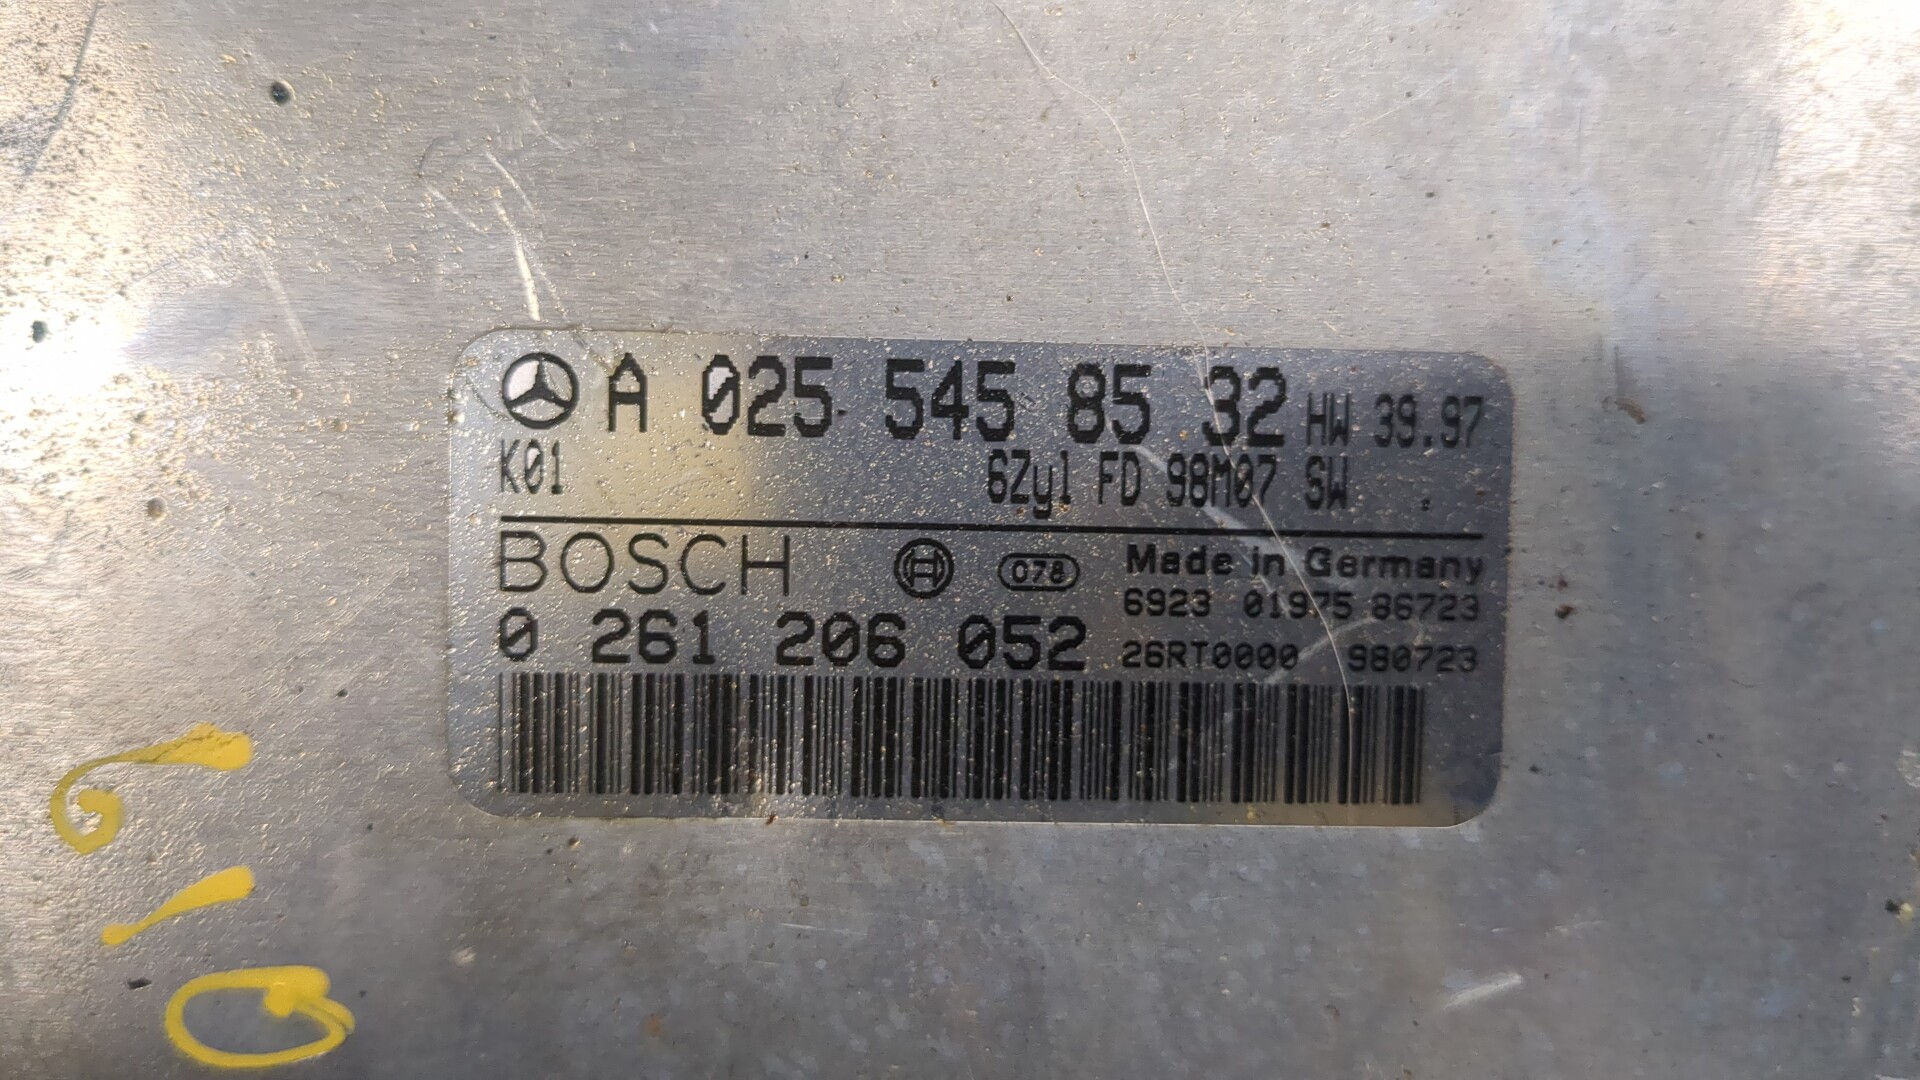 A 025 545 85 32 HW 39.97
K01 6Zyl FD 98M07 SW .
BOSCH 078 Made in Germany
6923 01975 86723
0 261 206 052 26RT0000 980723